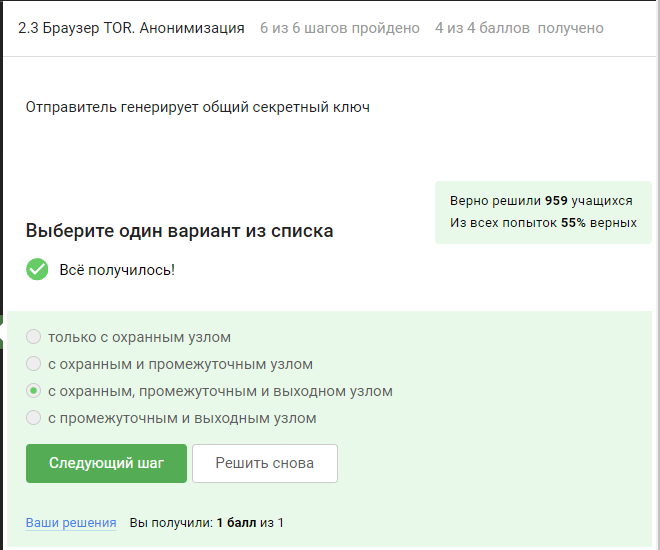 2.3 Браузер TOR. Анонимизация 6 из 6 шагов пройдено 4 из 4 баллов получено
Отправитель генерирует общий секретный ключ
Верно решили 959 учащихся
Из всех попыток 55% верных
Выберите один вариант из списка
Всё получилось!
только с охранным узлом
с охранным и промежуточным узлом
с охранным, промежуточным и выходном узлом
с промежуточным и выходным узлом
Следующий шаг Решить снова
Ваши решения Вы получили: 1 балл из 1